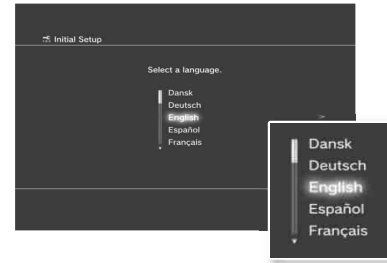 Initial Setup
Select a language.
Dansk
Deutsch
English
Español
Français
Dansk
Deutsch
English
Español
Français